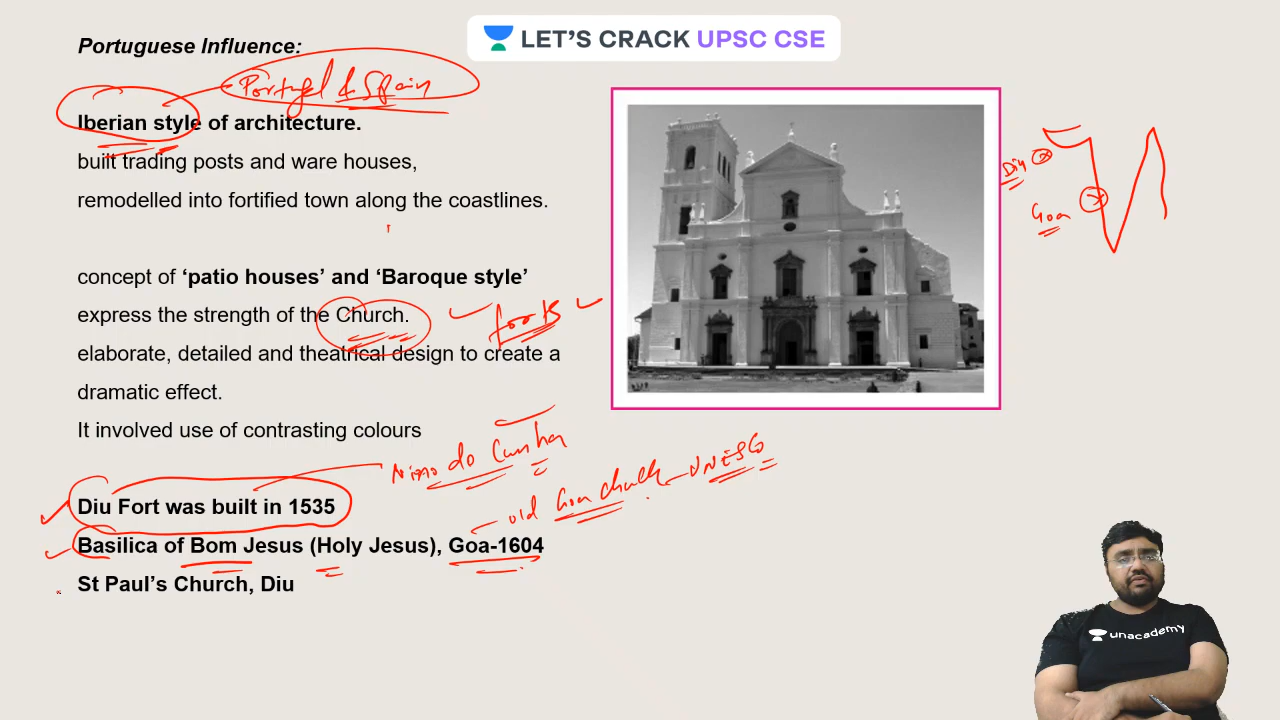 LET'S CRACK UPSC CSE
Portuguese Influence:
Portugal & Spain
Iberian style of architecture.
built trading posts and ware houses,
remodelled into fortified town along the coastlines.
Diu
Goa
concept of ‘patio houses’ and ‘Baroque style’
express the strength of the Church.
forts
elaborate, detailed and theatrical design to create a
dramatic effect.
It involved use of contrasting colours
Nino do Cunha
Diu Fort was built in 1535
old Goa church UNESCO
Basilica of Bom Jesus (Holy Jesus), Goa-1604
St Paul’s Church, Diu
unacademy